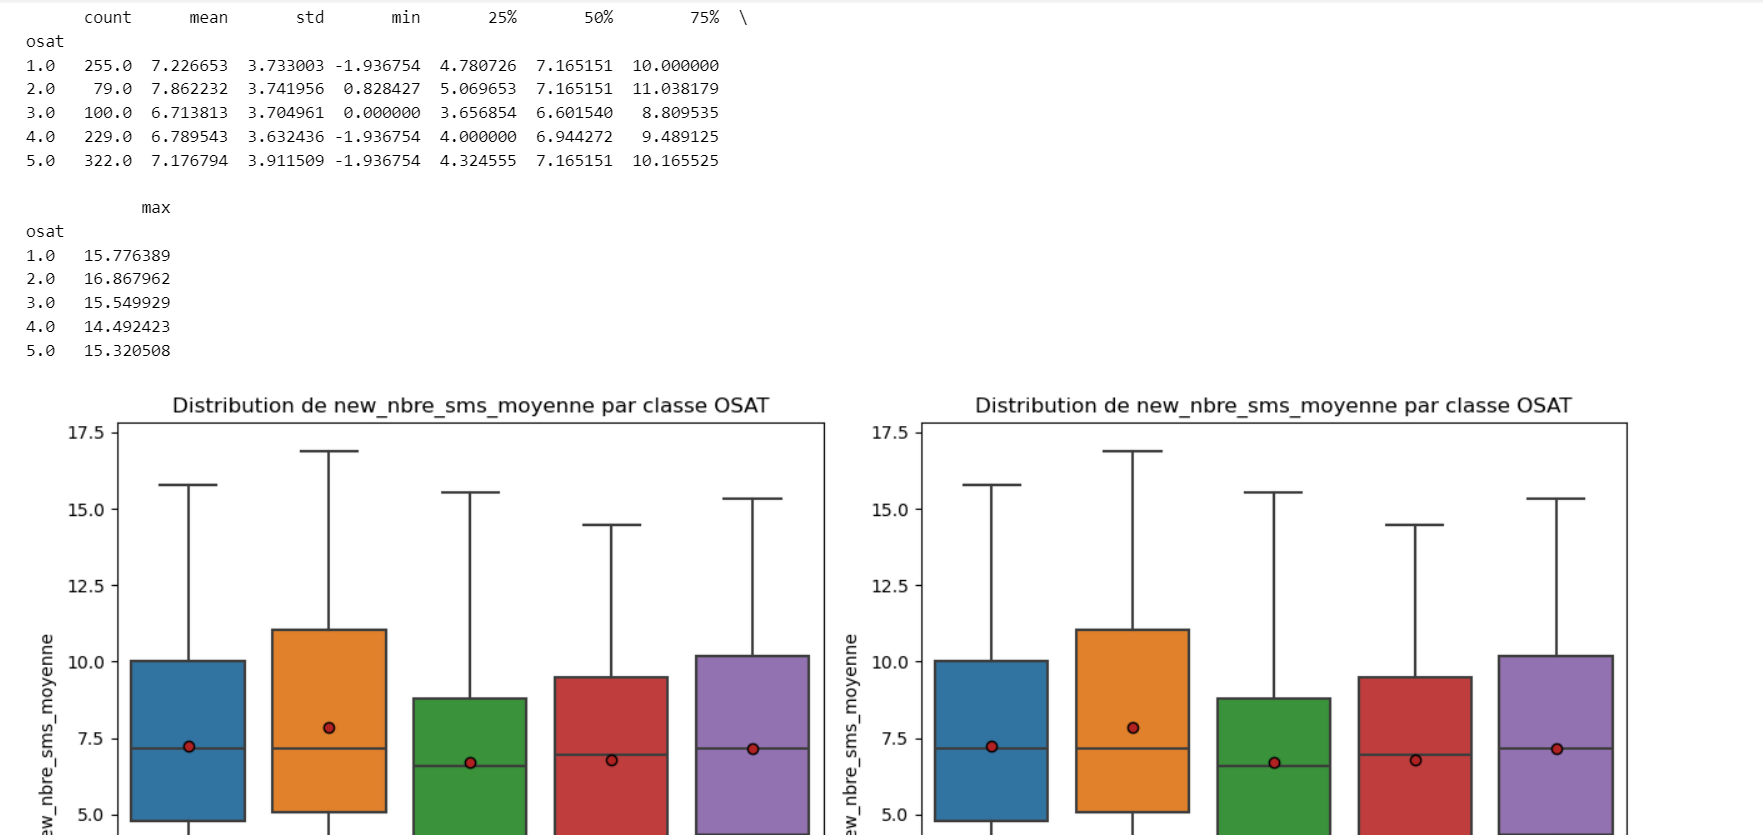 count mean std min 25% 50% 75% \
osat
1.0 255.0 7.226653 3.733003 -1.936754 4.780726 7.165151 10.000000
2.0 79.0 7.862232 3.741956 0.828427 5.069653 7.165151 11.038179
3.0 100.0 6.713813 3.704961 0.000000 3.656854 6.601540 8.809535
4.0 229.0 6.789543 3.632436 -1.936754 4.000000 6.944272 9.489125
5.0 322.0 7.176794 3.911509 -1.936754 4.324555 7.165151 10.165525
max
osat
1.0 15.776389
2.0 16.867962
3.0 15.549929
4.0 14.492423
5.0 15.320508
Distribution de new_nbre_sms_moyenne par classe OSAT
17.5
15.0
12.5
10.0
7.5
5.0
ew_nbre_sms_moyenne
Distribution de new_nbre_sms_moyenne par classe OSAT
17.5
15.0
12.5
10.0
7.5
5.0
ew_nbre_sms_moyenne